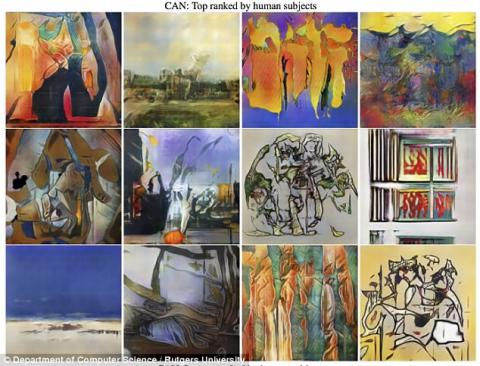 CAN: Top ranked by human subjects
© Department of Computer Science / Rutgers University